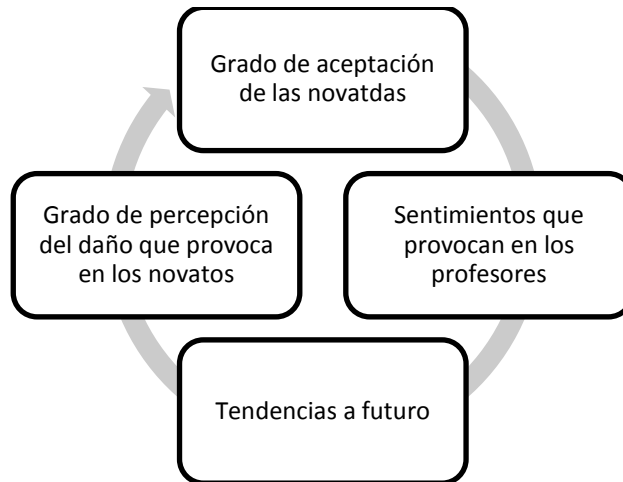 Grado de aceptación
de las novatdas
Sentimientos que
provocan en los
profesores
Tendencias a futuro
Grado de percepción
del daño que provoca
en los novatos